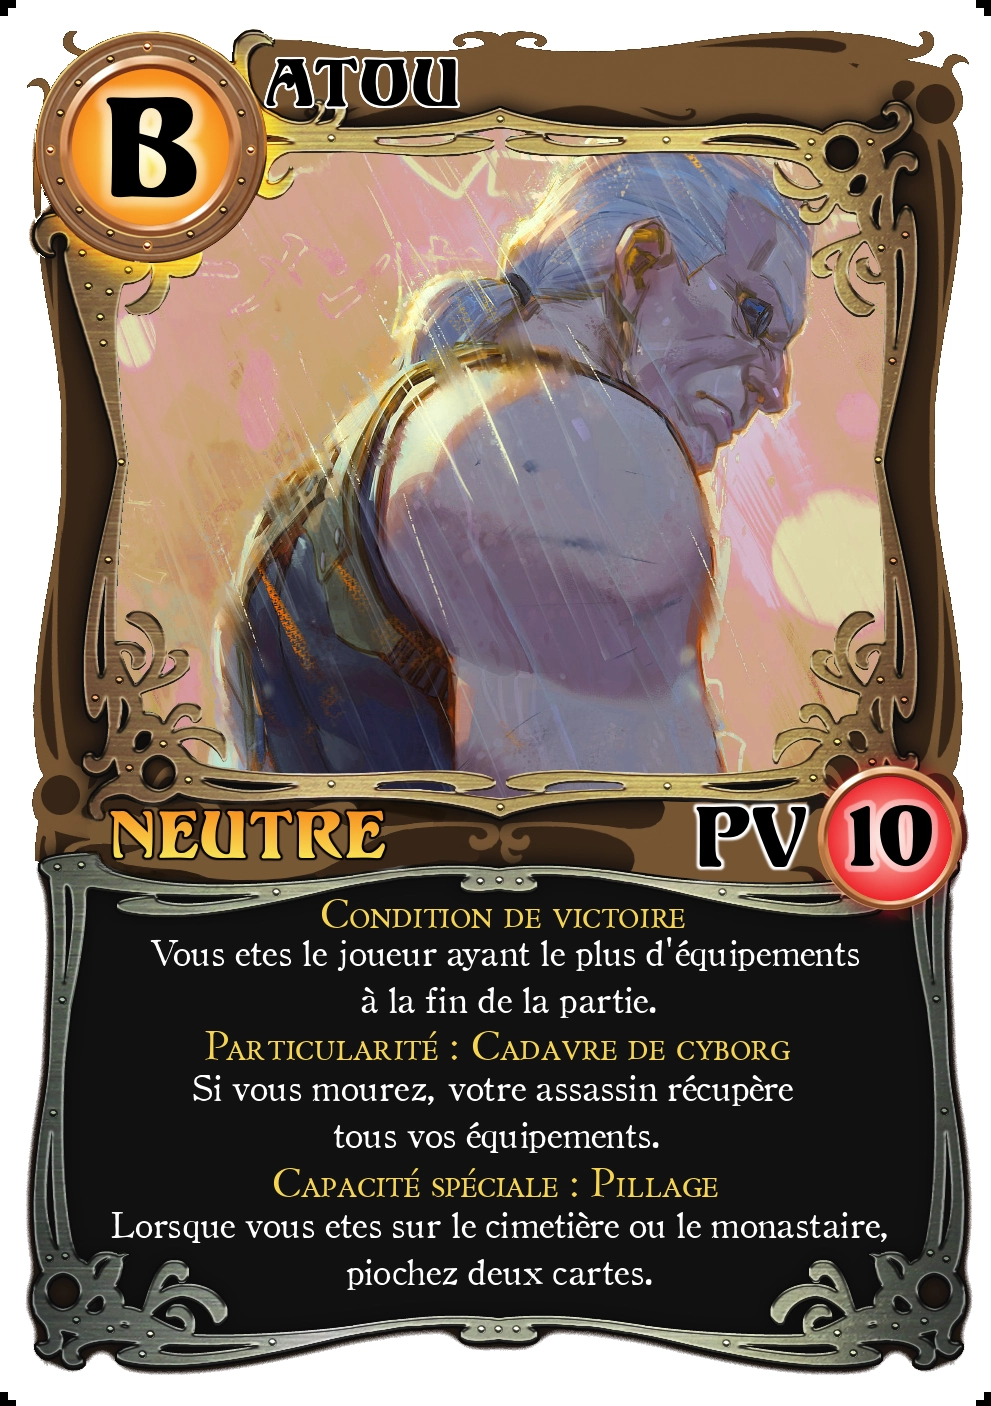 BATOU
NEUTRE
PV 10
Condition de victoire
Vous etes le joueur ayant le plus d'équipements
à la fin de la partie.
Particularité : Cadavre de cyborg
Si vous mourez, votre assassin récupère
tous vos équipements.
Capacité spéciale : Pillage
Lorsque vous etes sur le cimetière ou le monastaire,
piochez deux cartes.